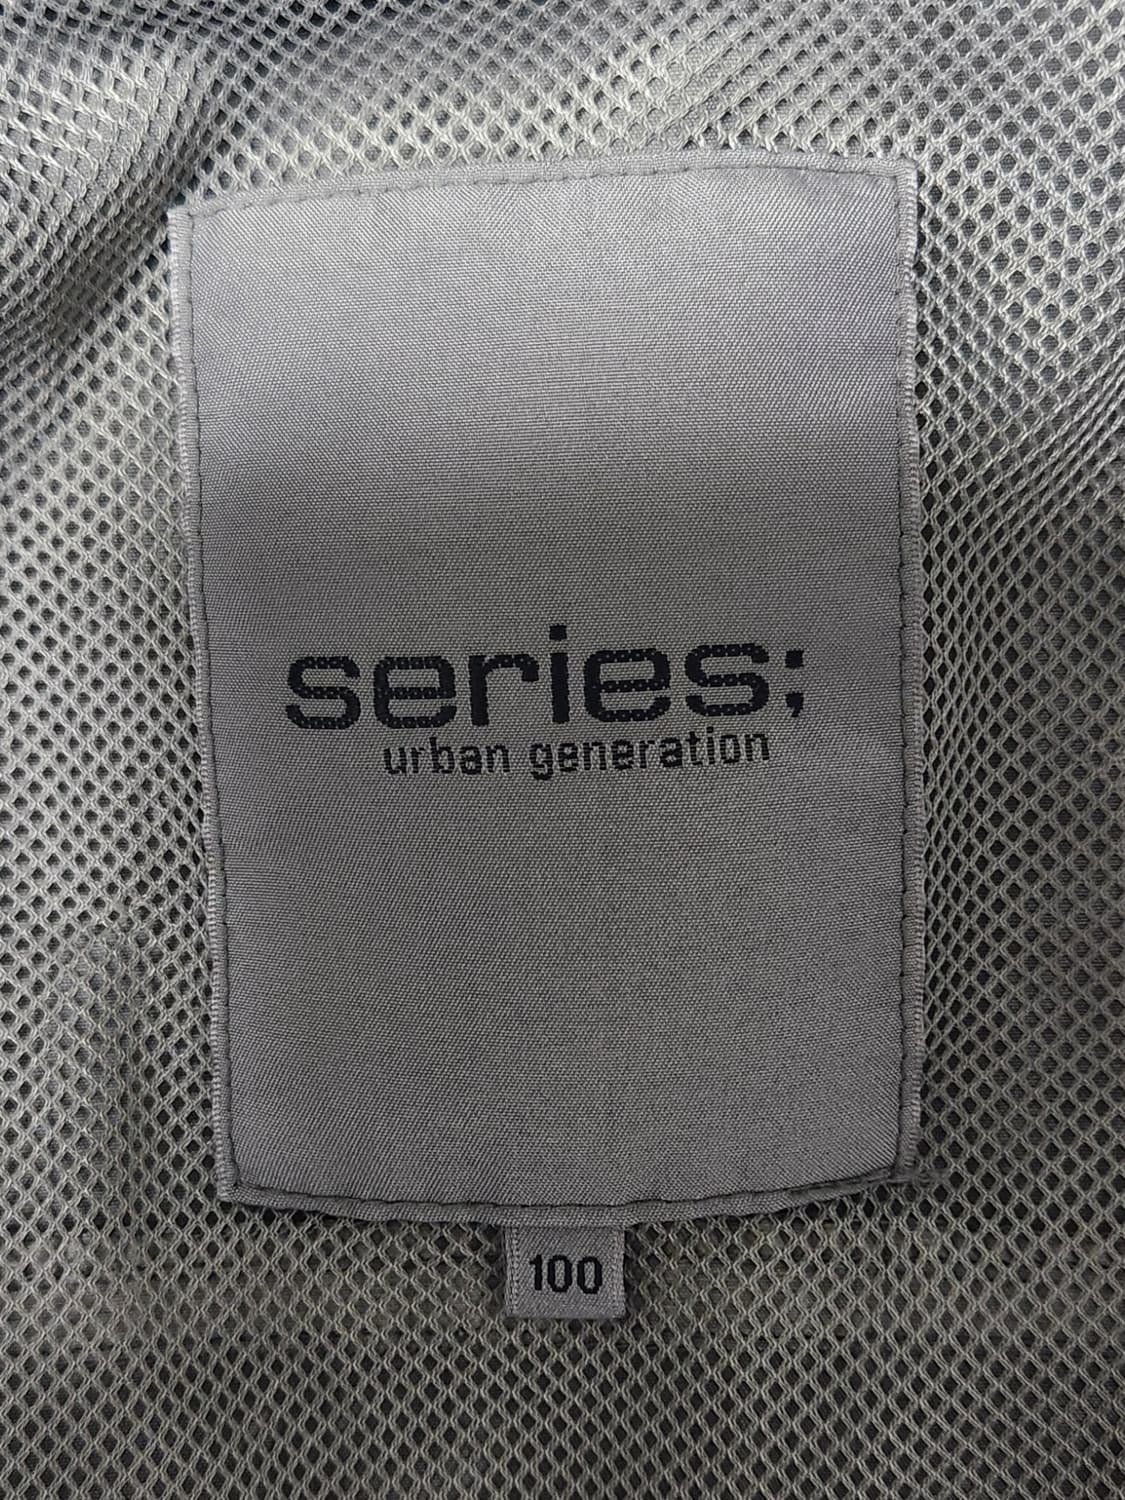 series;
urban generation
100